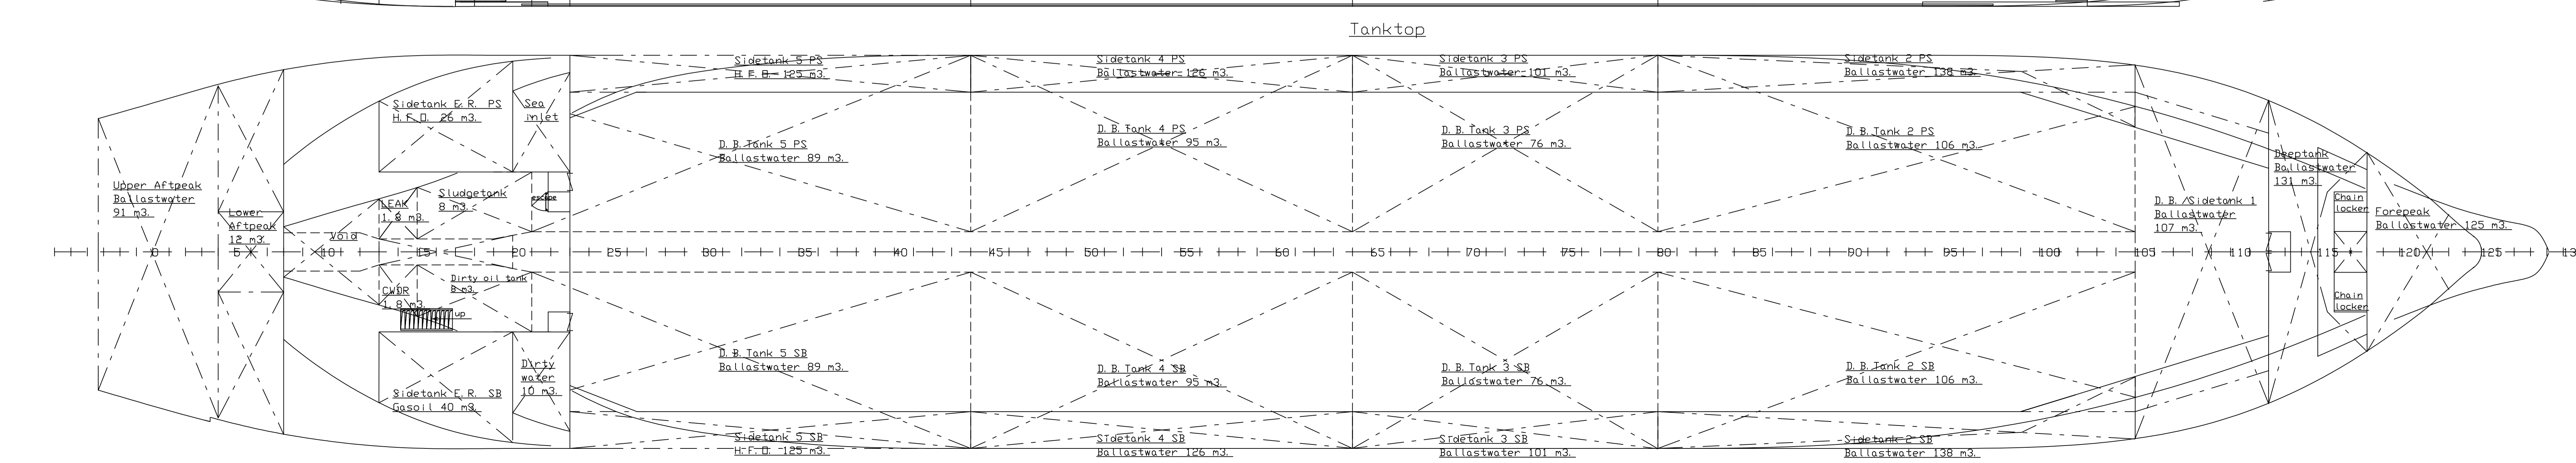 Tanktop
Sidetank 5 PS
H.F.O. 125 m3.
Sidetank 4 PS
Ballastwater 126 m3.
Sidetank 3 PS
Ballastwater 101 m3.
Sidetank 2 PS
Ballastwater 138 m3.
Sidetank E.R. PS
H.F.O. 26 m3.
Sea
inlet
D.B.Tank 5 PS
Ballastwater 89 m3.
D.B.Tank 4 PS
Ballastwater 95 m3.
D.B.Tank 3 PS
Ballastwater 76 m3.
D.B.Tank 2 PS
Ballastwater 106 m3.
Deeptank
Ballastwater
131 m3.
Upper Aftpeak
Ballastwater
91 m3.
Lower
Aftpeak
12 m3.
Void
LEAK
1.8 m3.
Sludgetank
8 m3.
escape
D.B./Sidetank 1
Ballastwater
107 m3.
Chain
locker
Forepeak
Ballastwater 125 m3.
0 5 10 15 20 25 30 35 40 45 50 55 60 65 70 75 80 85 90 95 100 105 110 115 120 125 13
CWDR
1.8 m3.
Dirty oil tank
8 m3.
up
Chain
locker
Sidetank E.R. SB
Gasoil 40 m3.
Dirty
water
10 m3.
D.B.Tank 5 SB
Ballastwater 89 m3.
D.B.Tank 4 SB
Ballastwater 95 m3.
D.B.Tank 3 SB
Ballastwater 76 m3.
D.B.Tank 2 SB
Ballastwater 106 m3.
Sidetank 5 SB
H.F.O. 125 m3.
Sidetank 4 SB
Ballastwater 126 m3.
Sidetank 3 SB
Ballastwater 101 m3.
Sidetank 2 SB
Ballastwater 138 m3.